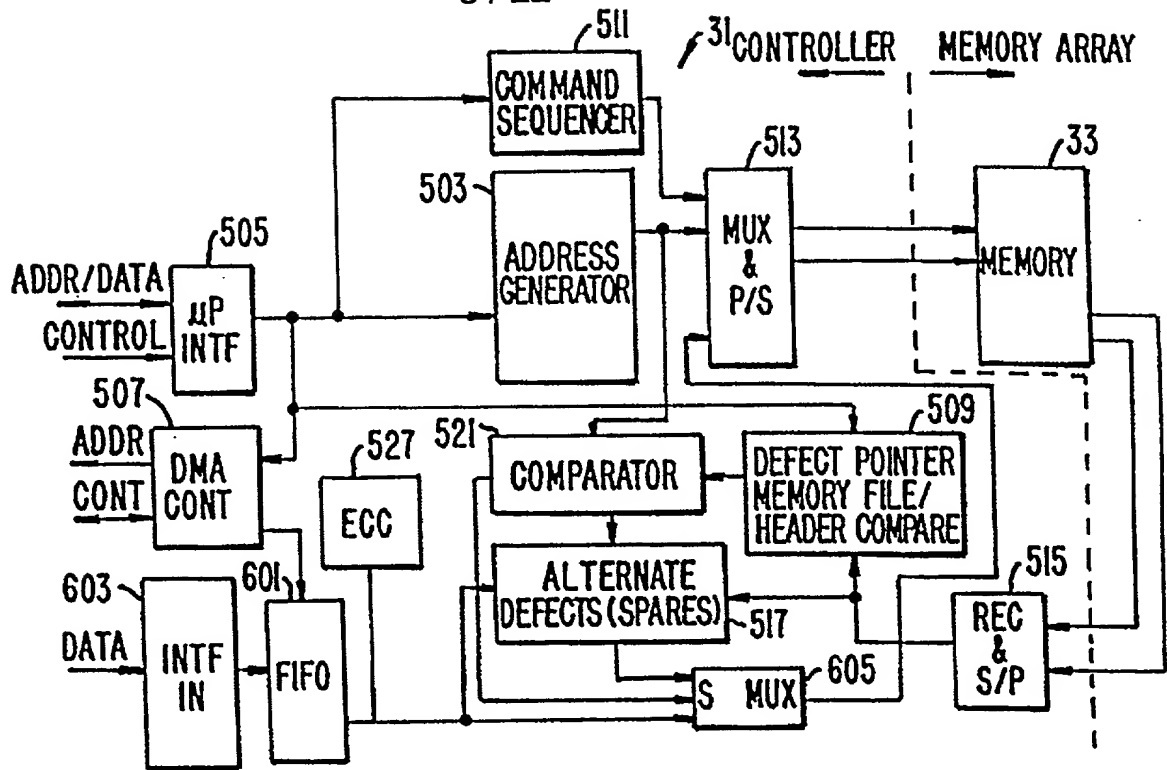 511
31 CONTROLLER
MEMORY ARRAY
COMMAND
SEQUENCER
513
33
503
505
MUX
&
P/S
ADDRESS
GENERATOR
MEMORY
ADDR/DATA
CONTROL
μP
INTF
507
521
509
ADDR
CONT
DMA
CONT
527
ECC
COMPARATOR
DEFECT POINTER
MEMORY FILE/
HEADER COMPARE
603
601
ALTERNATE
DEFECTS (SPARES)
517
515
REC
&
S/P
DATA
INTF
IN
FIFO
S MUX
605